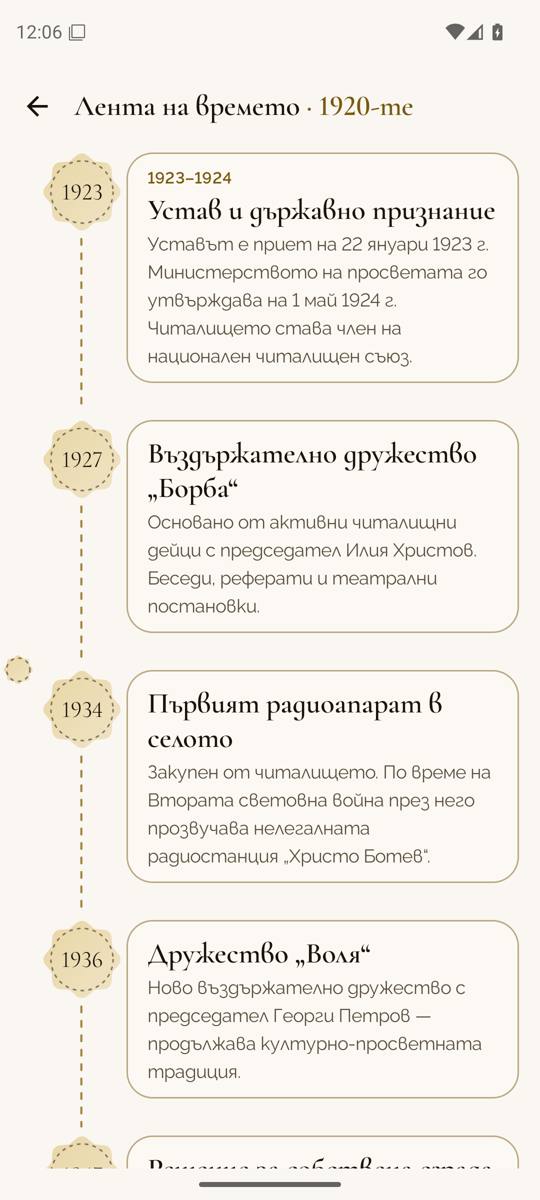 12:06
Лента на времето · 1920-те
1923
1923–1924
Устав и държавно признание
Уставът е приет на 22 януари 1923 г.
Министерството на просветата го
утвърждава на 1 май 1924 г.
Читалището става член на
национален читалищен съюз.
1927
Въздържателно дружество
„Борба“
Основано от активни читалищни
дейци с председател Илия Христов.
Беседи, реферати и театрални
постановки.
1934
Първият радиоапарат в
селото
Закупен от читалището. По време на
Втората световна война през него
прозвучава нелегалната
радиостанция „Христо Ботев“.
1936
Дружество „Воля“
Ново въздържателно дружество с
председател Георги Петров —
продължава културно-просветната
традиция.